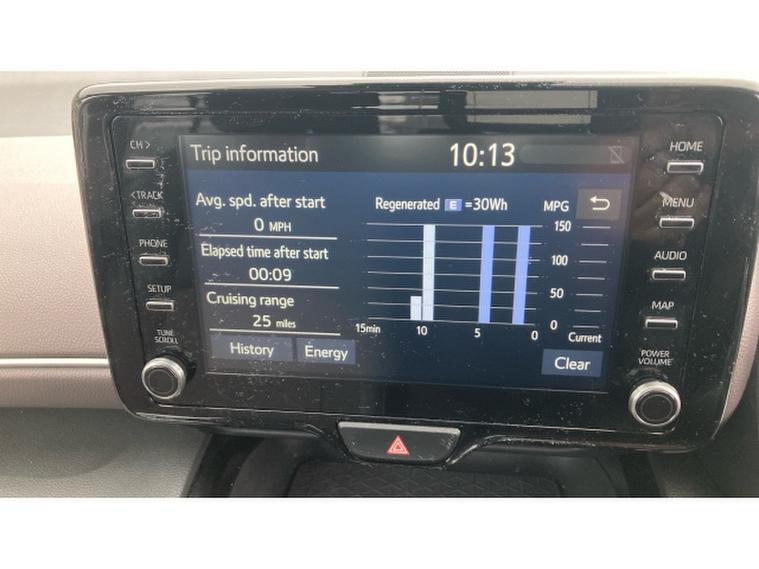 CH >
< TRACK
PHONE
SETUP
TUNE
SCROLL
Trip information
10:13
Avg. spd. after start
0 MPH
Elapsed time after start
00:09
Cruising range
25 miles
History
Energy
Regenerated E =30Wh
MPG
150
100
50
0
15min
10
5
0
Current
Clear
HOME
MENU
AUDIO
MAP
POWER
VOLUME